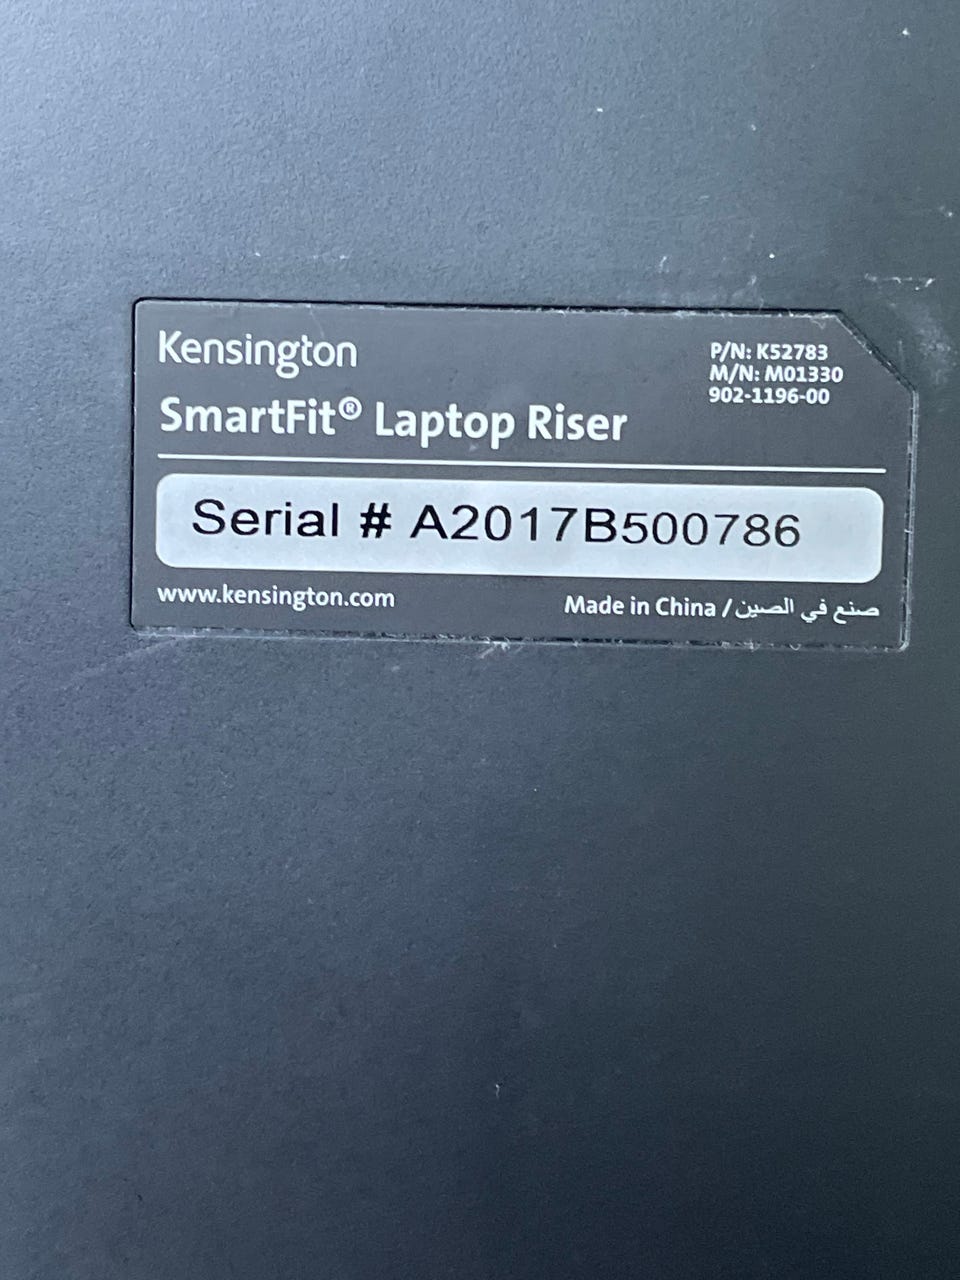 Kensington
SmartFit® Laptop Riser
P/N: K52783
M/N: M01330
902-1196-00
Serial # A2017B500786
www.kensington.com
Made in China / صنع في الصين